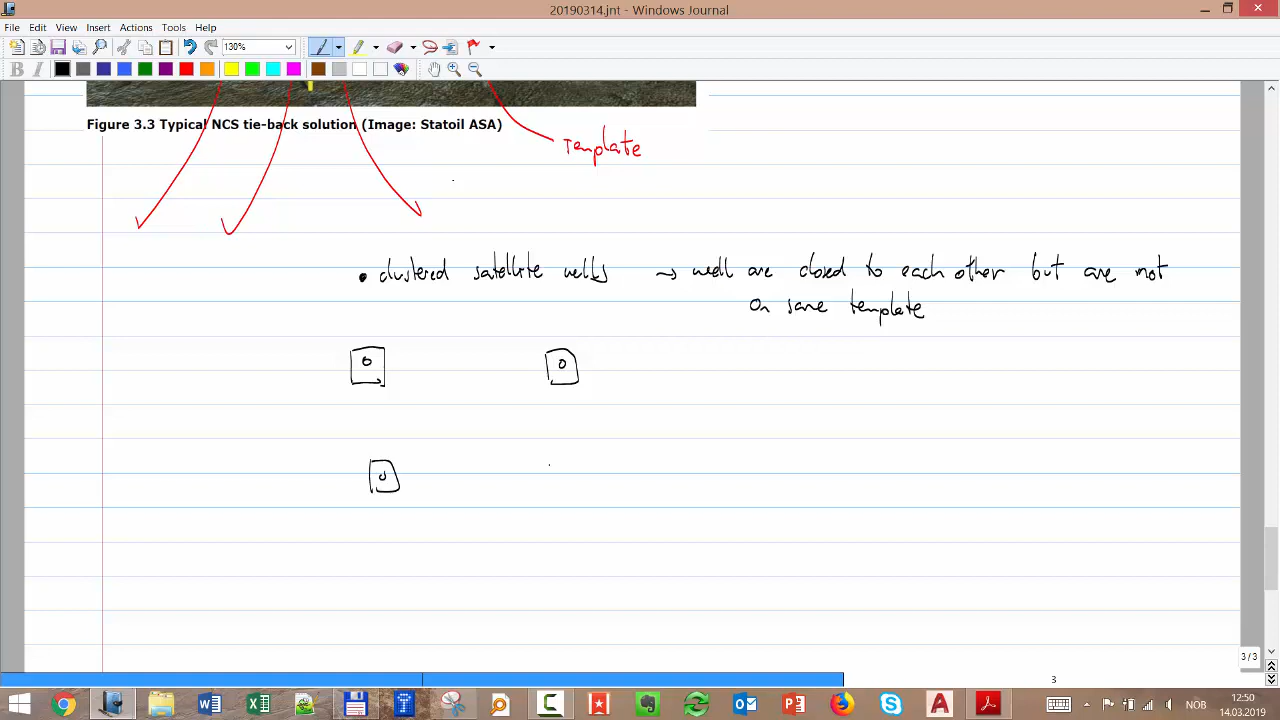 20190314.jnt - Windows Journal
File Edit View Insert Actions Tools Help
130%
B I
Figure 3.3 Typical NCS tie-back solution (Image: Statoil ASA)
Template
• clustered satellite wells → well are closed to each other but are not
on same template
3/3
3
12:50
NOB
14.03.2019